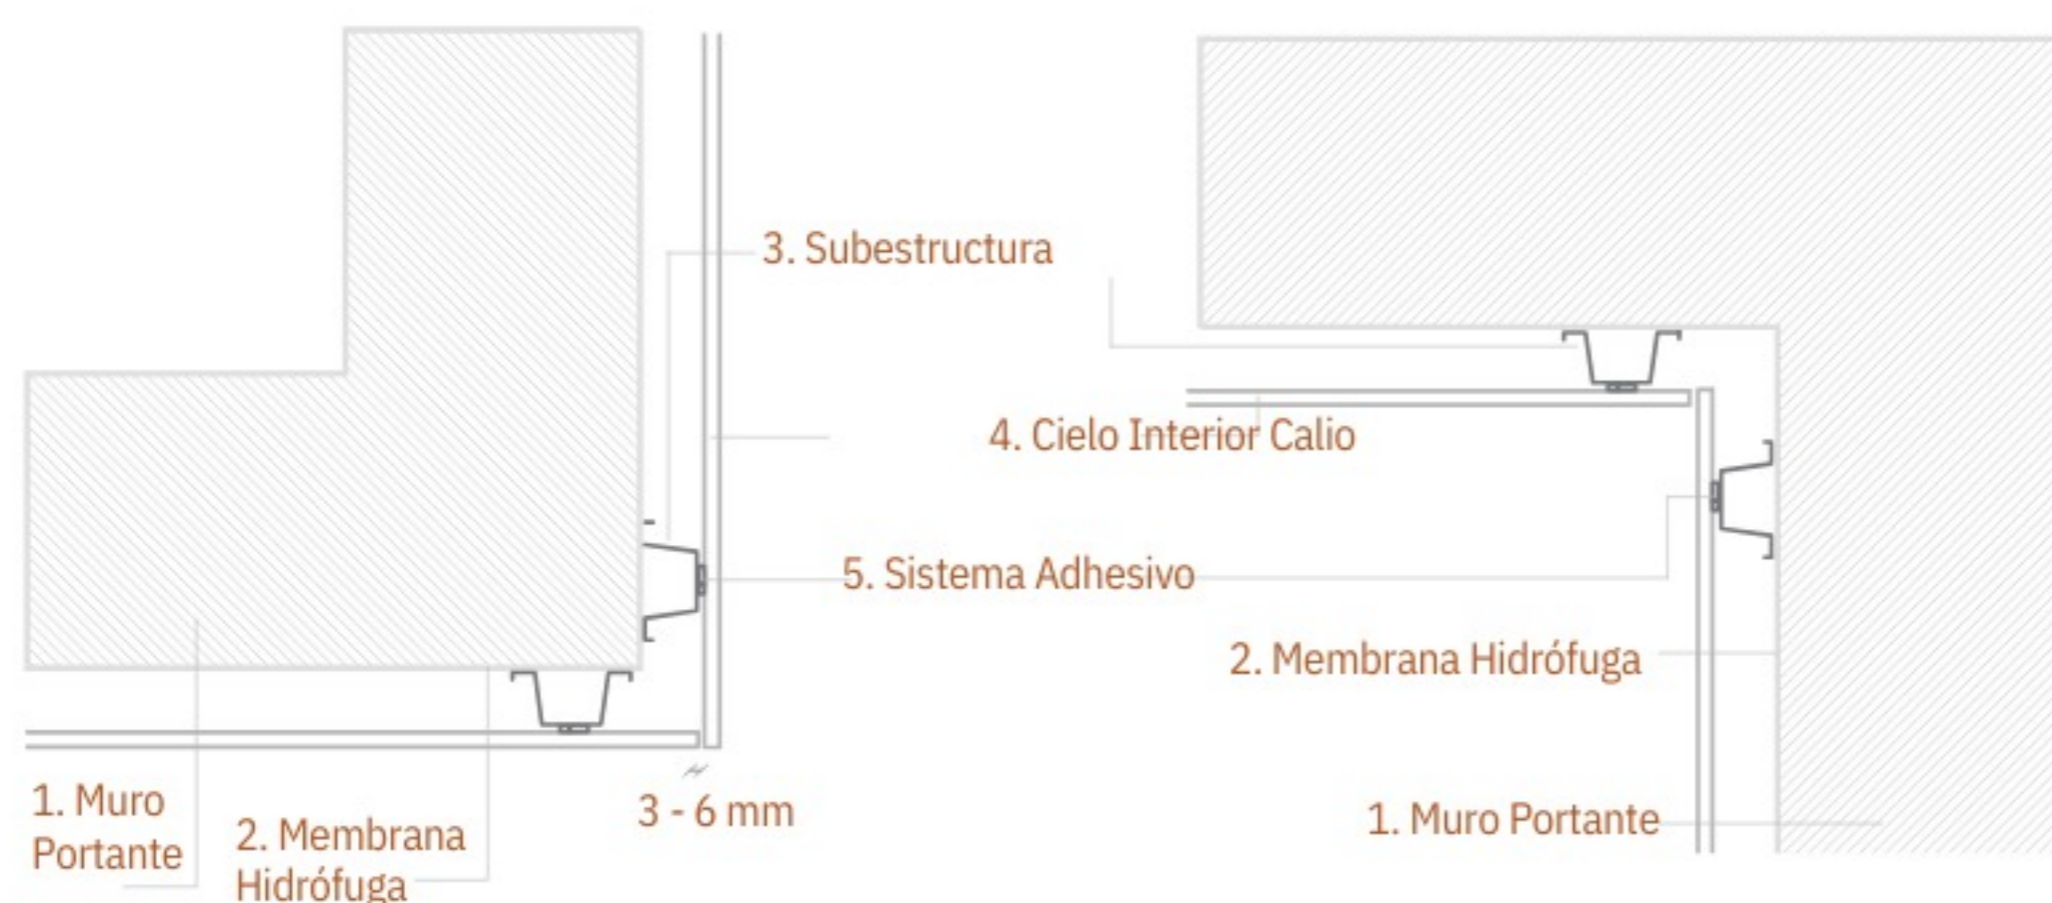 3. Subestructura
4. Cielo Interior Calio
5. Sistema Adhesivo
2. Membrana Hidrófuga
1. Muro
Portante
2. Membrana
Hidrófuga
3 - 6 mm
1. Muro Portante